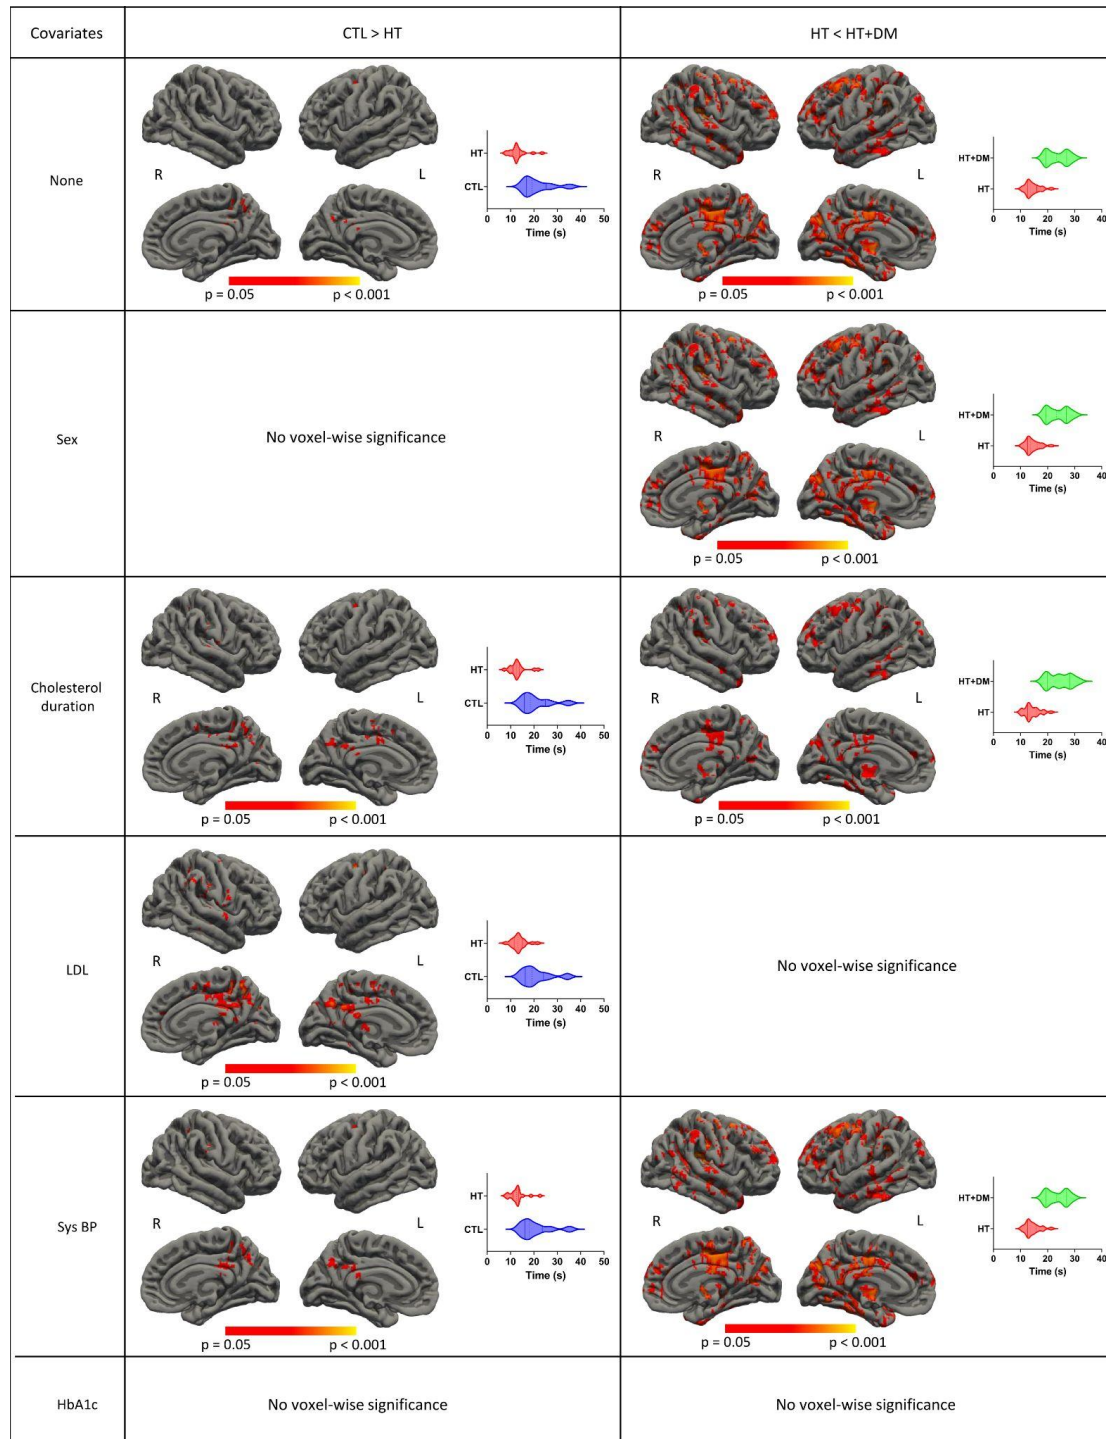 Covariates
CTL > HT
HT < HT+DM
None
R
L
HT
CTL
0 10 20 30 40 50
Time (s)
p = 0.05
p < 0.001
R
L
HT+DM
HT
0 10 20 30 40
Time (s)
p = 0.05
p < 0.001
Sex
No voxel-wise significance
R
L
HT+DM
HT
0 10 20 30 40
Time (s)
p = 0.05
p < 0.001
Cholesterol
duration
R
L
HT
CTL
0 10 20 30 40 50
Time (s)
p = 0.05
p < 0.001
R
L
HT+DM
HT
0 10 20 30 40
Time (s)
p = 0.05
p < 0.001
LDL
R
L
HT
CTL
0 10 20 30 40 50
Time (s)
p = 0.05
p < 0.001
No voxel-wise significance
Sys BP
R
L
HT
CTL
0 10 20 30 40 50
Time (s)
p = 0.05
p < 0.001
R
L
HT+DM
HT
0 10 20 30 40
Time (s)
p = 0.05
p < 0.001
HbA1c
No voxel-wise significance
No voxel-wise significance